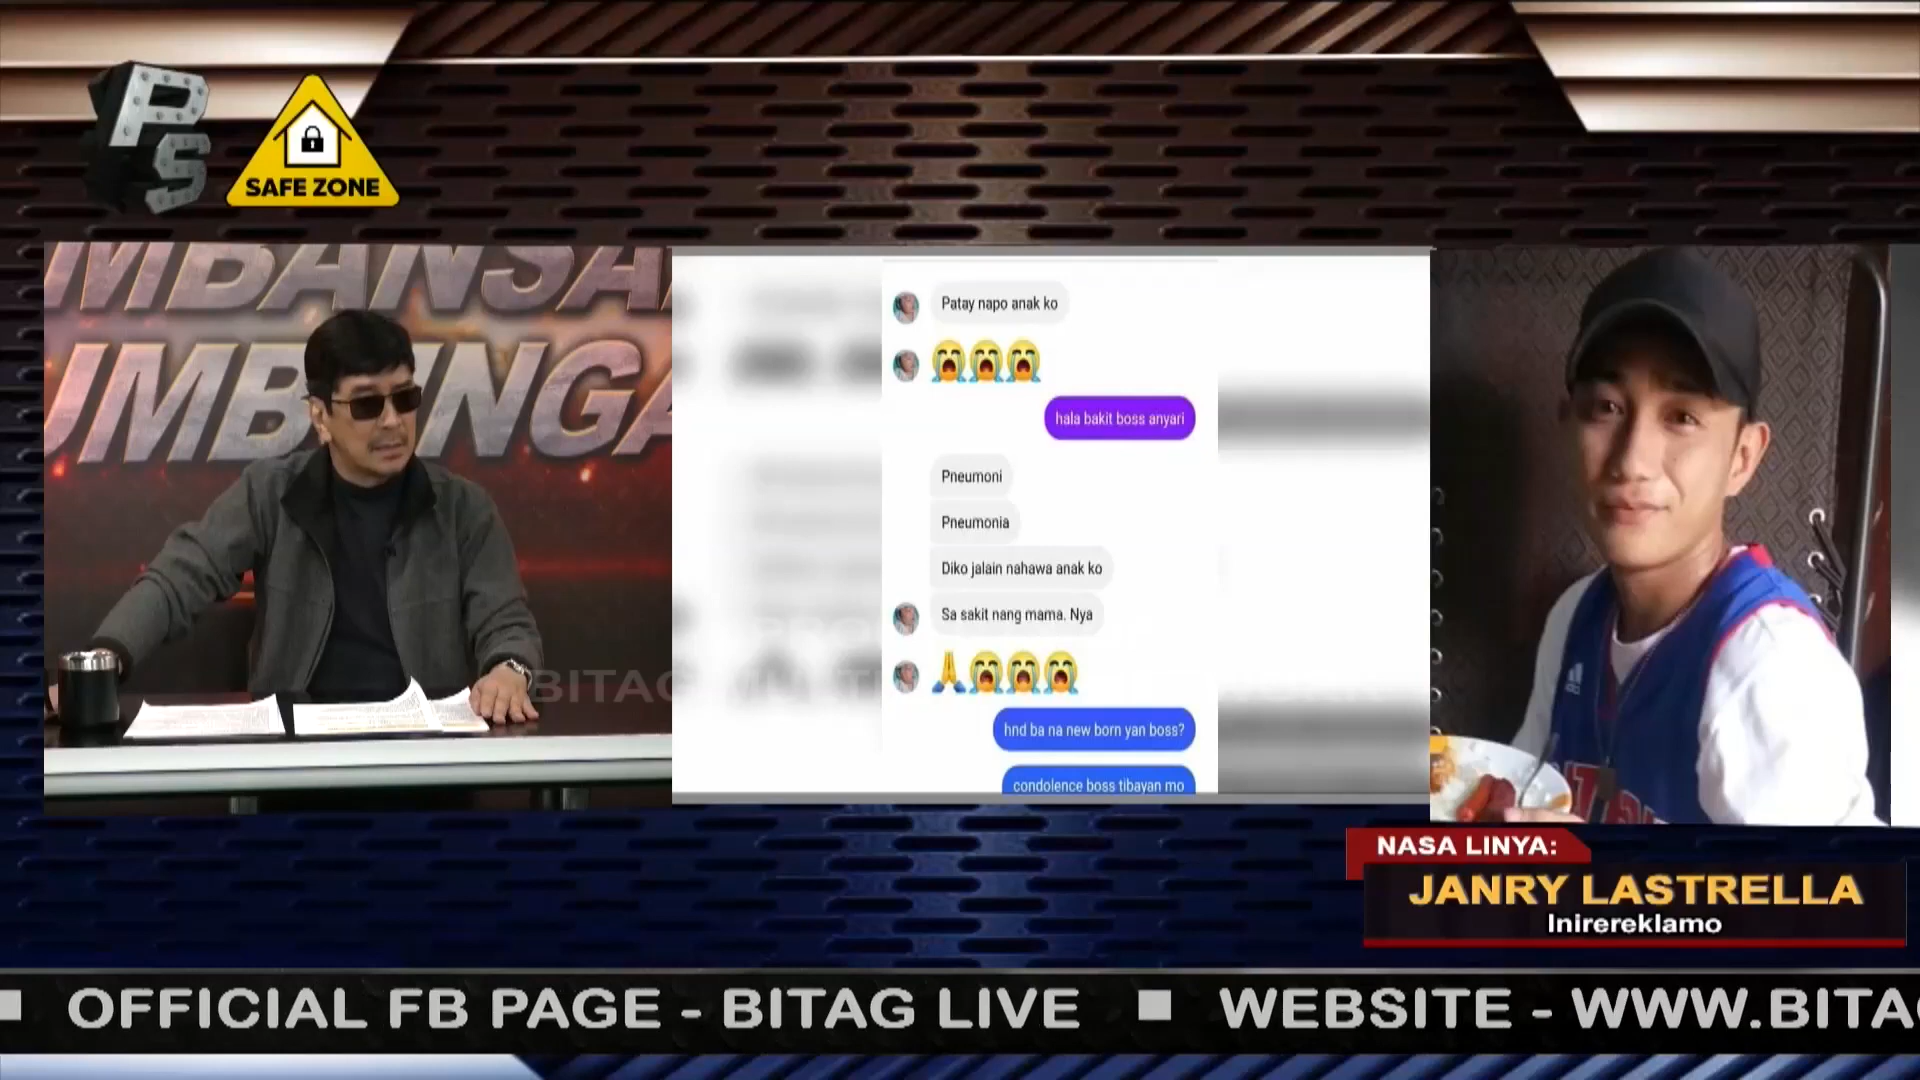 PS
SAFE ZONE
MBANSA
UMBUNGA
Patay napo anak ko
hala bakit boss anyari
Pneumoni
Pneumonia
Diko jalain nahawa anak ko
Sa sakit nang mama. Nya
hnd ba na new born yan boss?
condolence boss tibayan mo
BITAG
NASA LINYA:
JANRY LASTRELLA
Inirereklamo
OFFICIAL FB PAGE - BITAG LIVE ■ WEBSITE - WWW.BITA